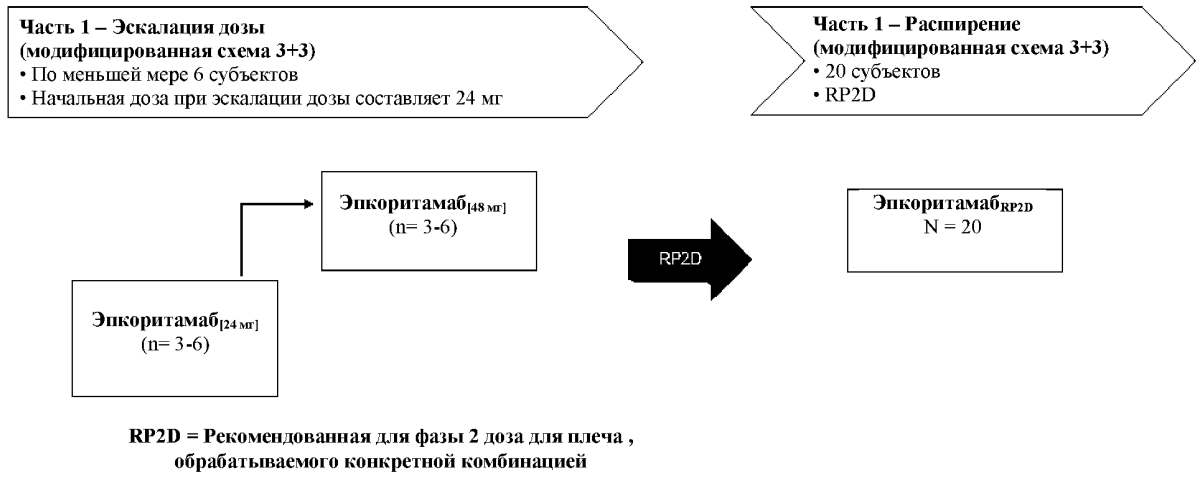 Часть 1 – Эскалация дозы
(модифицированная схема 3+3)
• По меньшей мере 6 субъектов
• Начальная доза при эскалации дозы составляет 24 мг
Часть 1 – Расширение
(модифицированная схема 3+3)
• 20 субъектов
• RP2D
Эпкоритамаб[48 мг]
(n= 3-6)
Эпкоритамаб[24 мг]
(n= 3-6)
RP2D
ЭпкоритамабRP2D
N = 20
RP2D = Рекомендованная для фазы 2 доза для плеча ,
обрабатываемого конкретной комбинацией